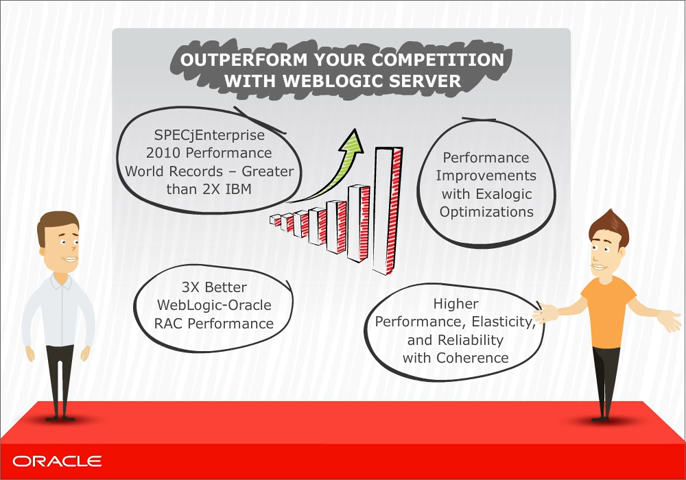 OUTPERFORM YOUR COMPETITION
WITH WEBLOGIC SERVER
SPECjEnterprise
2010 Performance
World Records – Greater
than 2X IBM
Performance
Improvements
with Exalogic
Optimizations
3X Better
WebLogic-Oracle
RAC Performance
Higher
Performance, Elasticity,
and Reliability
with Coherence
ORACLE